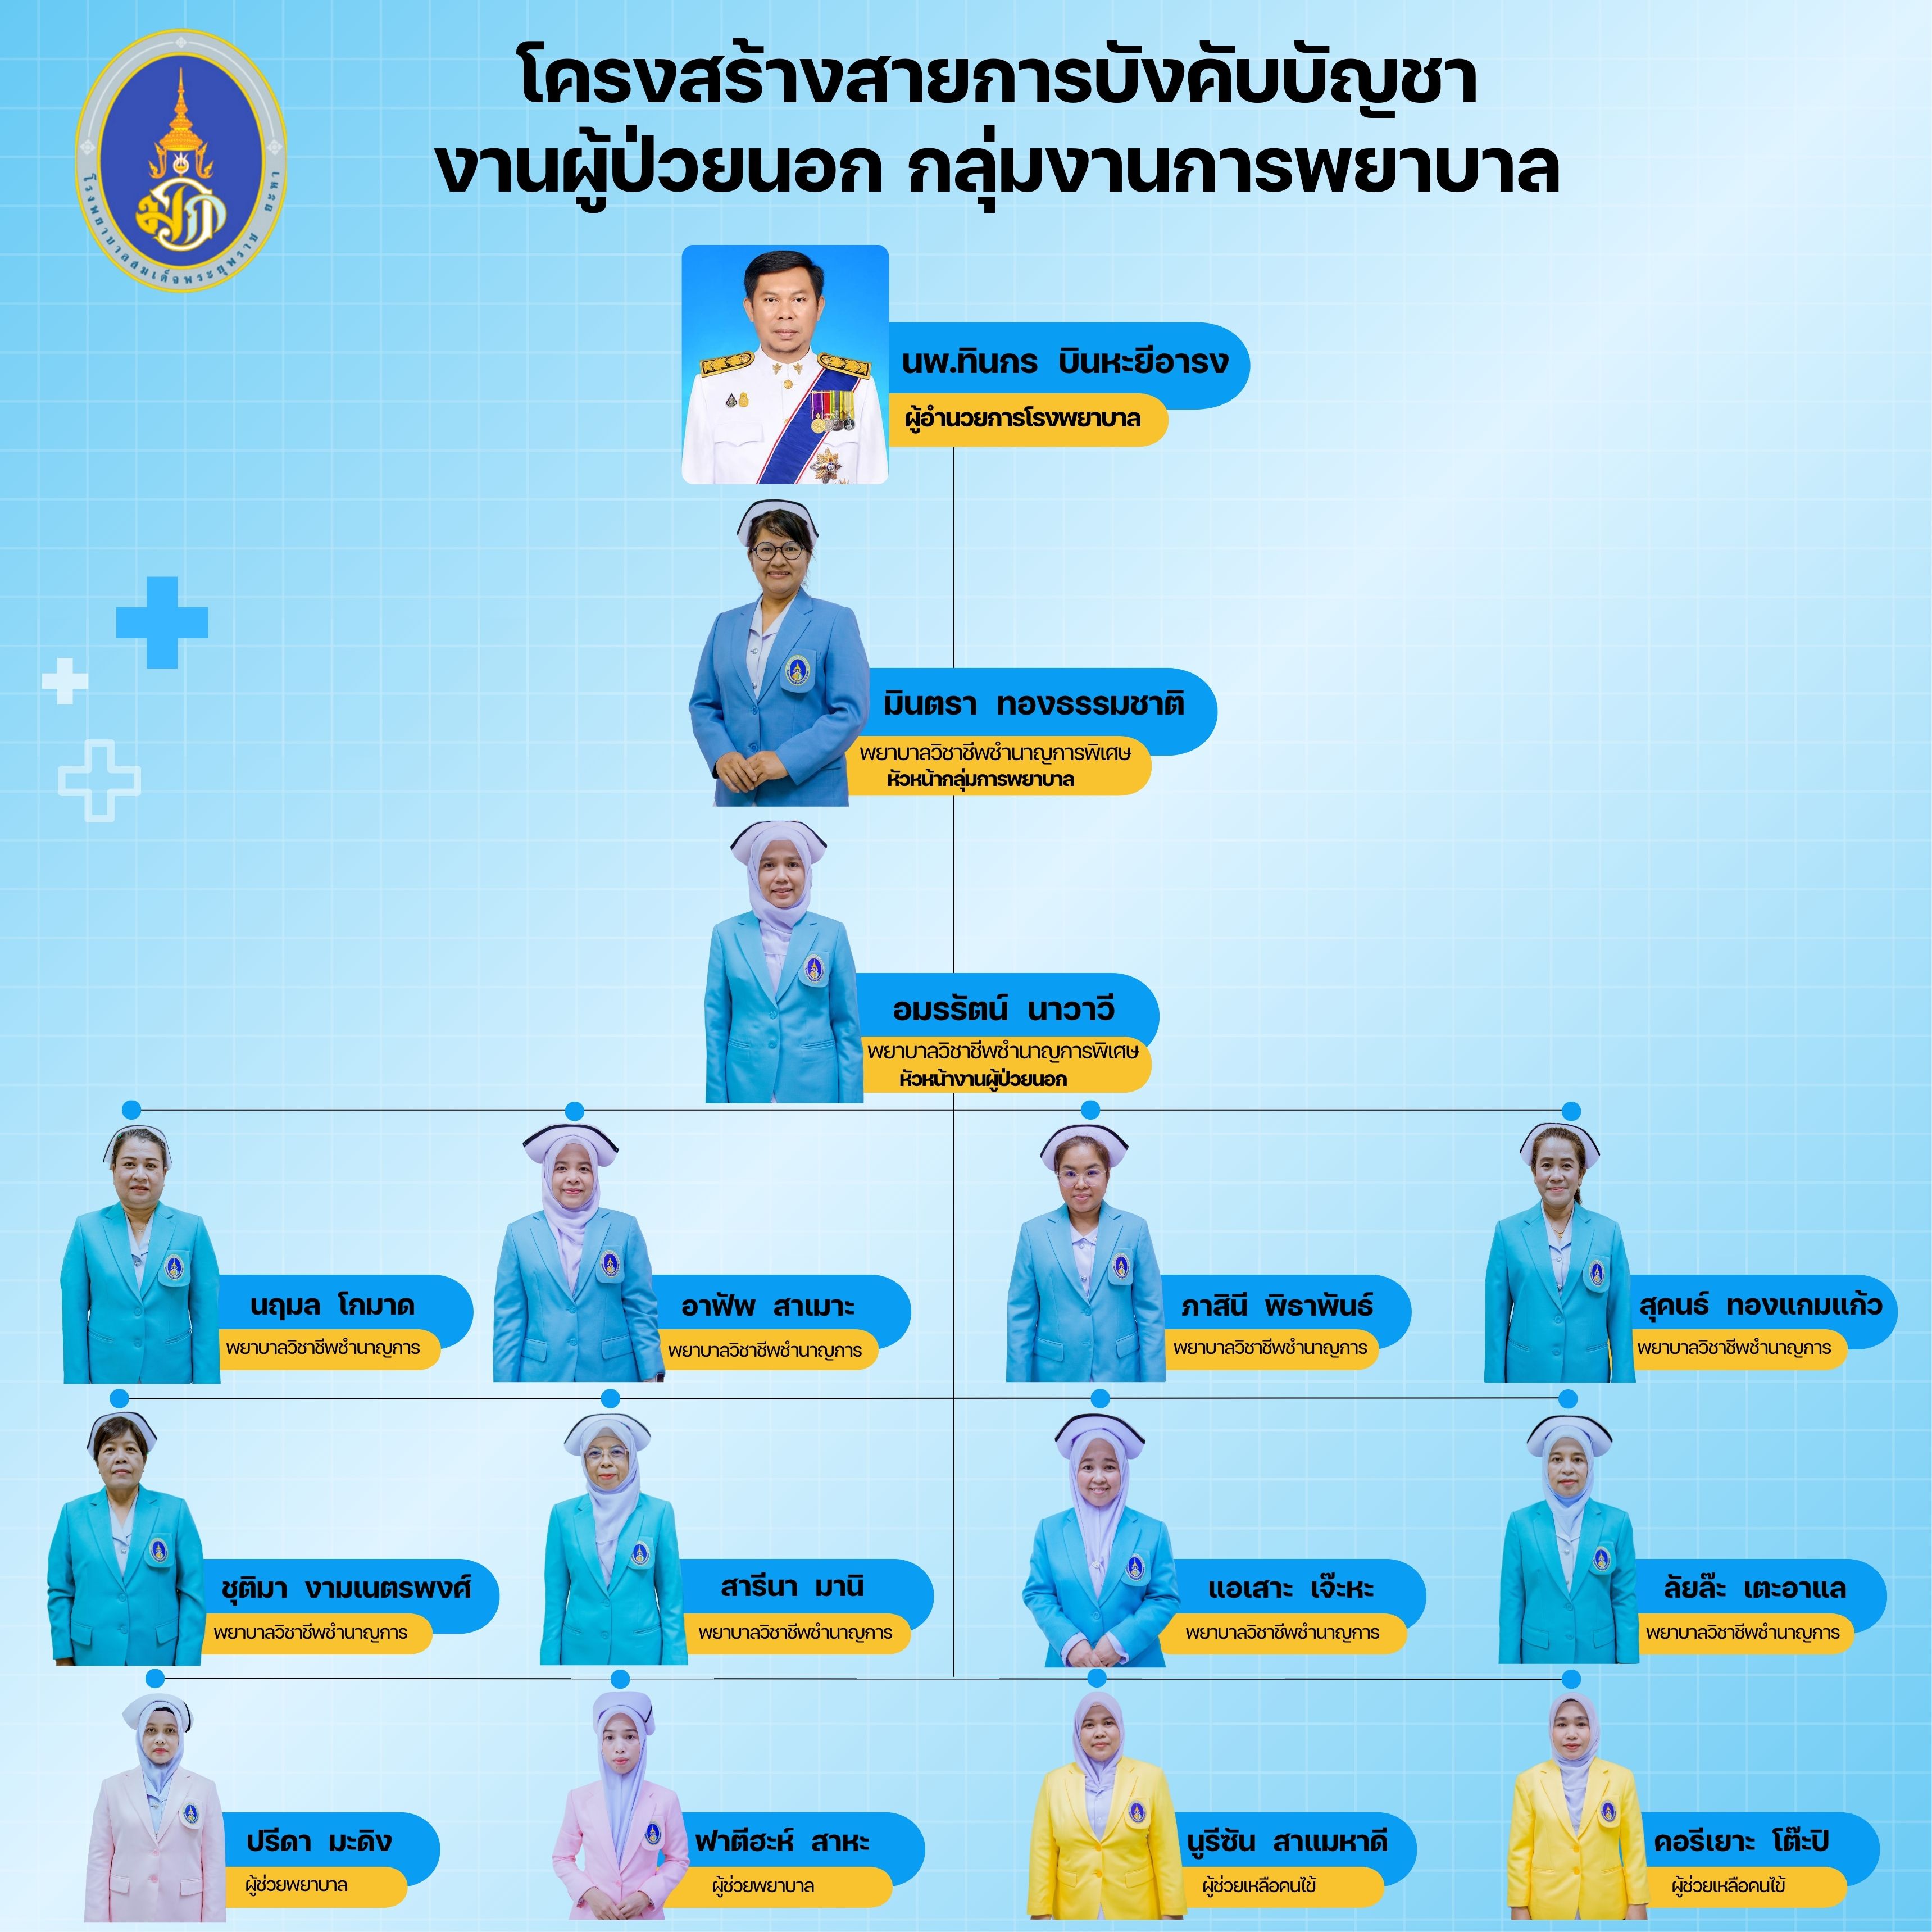 โครงสร้างสายการบังคับบัญชา
งานผู้ป่วยนอก กลุ่มงานการพยาบาล
โรงพยาบาลสมเด็จพระยุพราช ยะหา
นพ.ทินกร บินหะยีอารง
ผู้อำนวยการโรงพยาบาล
มินตรา ทองธรรมชาติ
พยาบาลวิชาชีพชำนาญการพิเศษ
หัวหน้ากลุ่มการพยาบาล
อมรรัตน์ นาวาวี
พยาบาลวิชาชีพชำนาญการพิเศษ
หัวหน้างานผู้ป่วยนอก
นฤมล โกมาด
พยาบาลวิชาชีพชำนาญการ
อาฟัพ สาเมาะ
พยาบาลวิชาชีพชำนาญการ
ภาสินี พิธาพันธ์
พยาบาลวิชาชีพชำนาญการ
สุคนธ์ ทองแกมแก้ว
พยาบาลวิชาชีพชำนาญการ
ชุติมา งามเนตรพงศ์
พยาบาลวิชาชีพชำนาญการ
สารีนา มานิ
พยาบาลวิชาชีพชำนาญการ
แอเสาะ เจ๊ะหะ
พยาบาลวิชาชีพชำนาญการ
ลัยล๊ะ เตะอาแล
พยาบาลวิชาชีพชำนาญการ
ปรีดา มะดิง
ผู้ช่วยพยาบาล
ฟาตีฮะห์ สาหะ
ผู้ช่วยพยาบาล
นูรีซัน สาแมหาดี
ผู้ช่วยเหลือคนไข้
คอรีเยาะ โต๊ะปิ
ผู้ช่วยเหลือคนไข้